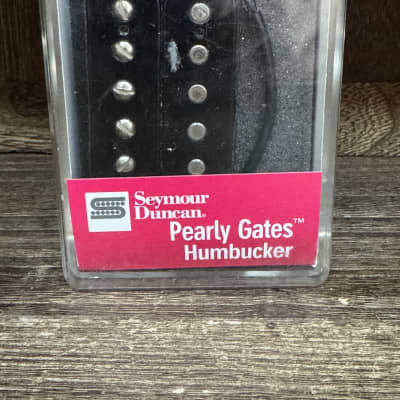 Seymour
Duncan®
Pearly Gates™
Humbucker